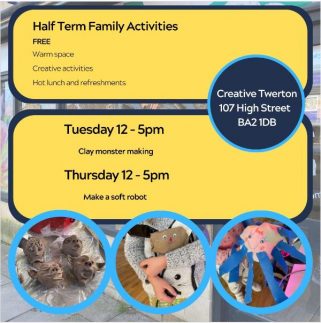 Half Term Family Activities
FREE
Warm space
Creative activities
Hot lunch and refreshments
Creative Twerton
107 High Street
BA2 1DB
Tuesday 12 - 5pm
Clay monster making
Thursday 12 - 5pm
Make a soft robot